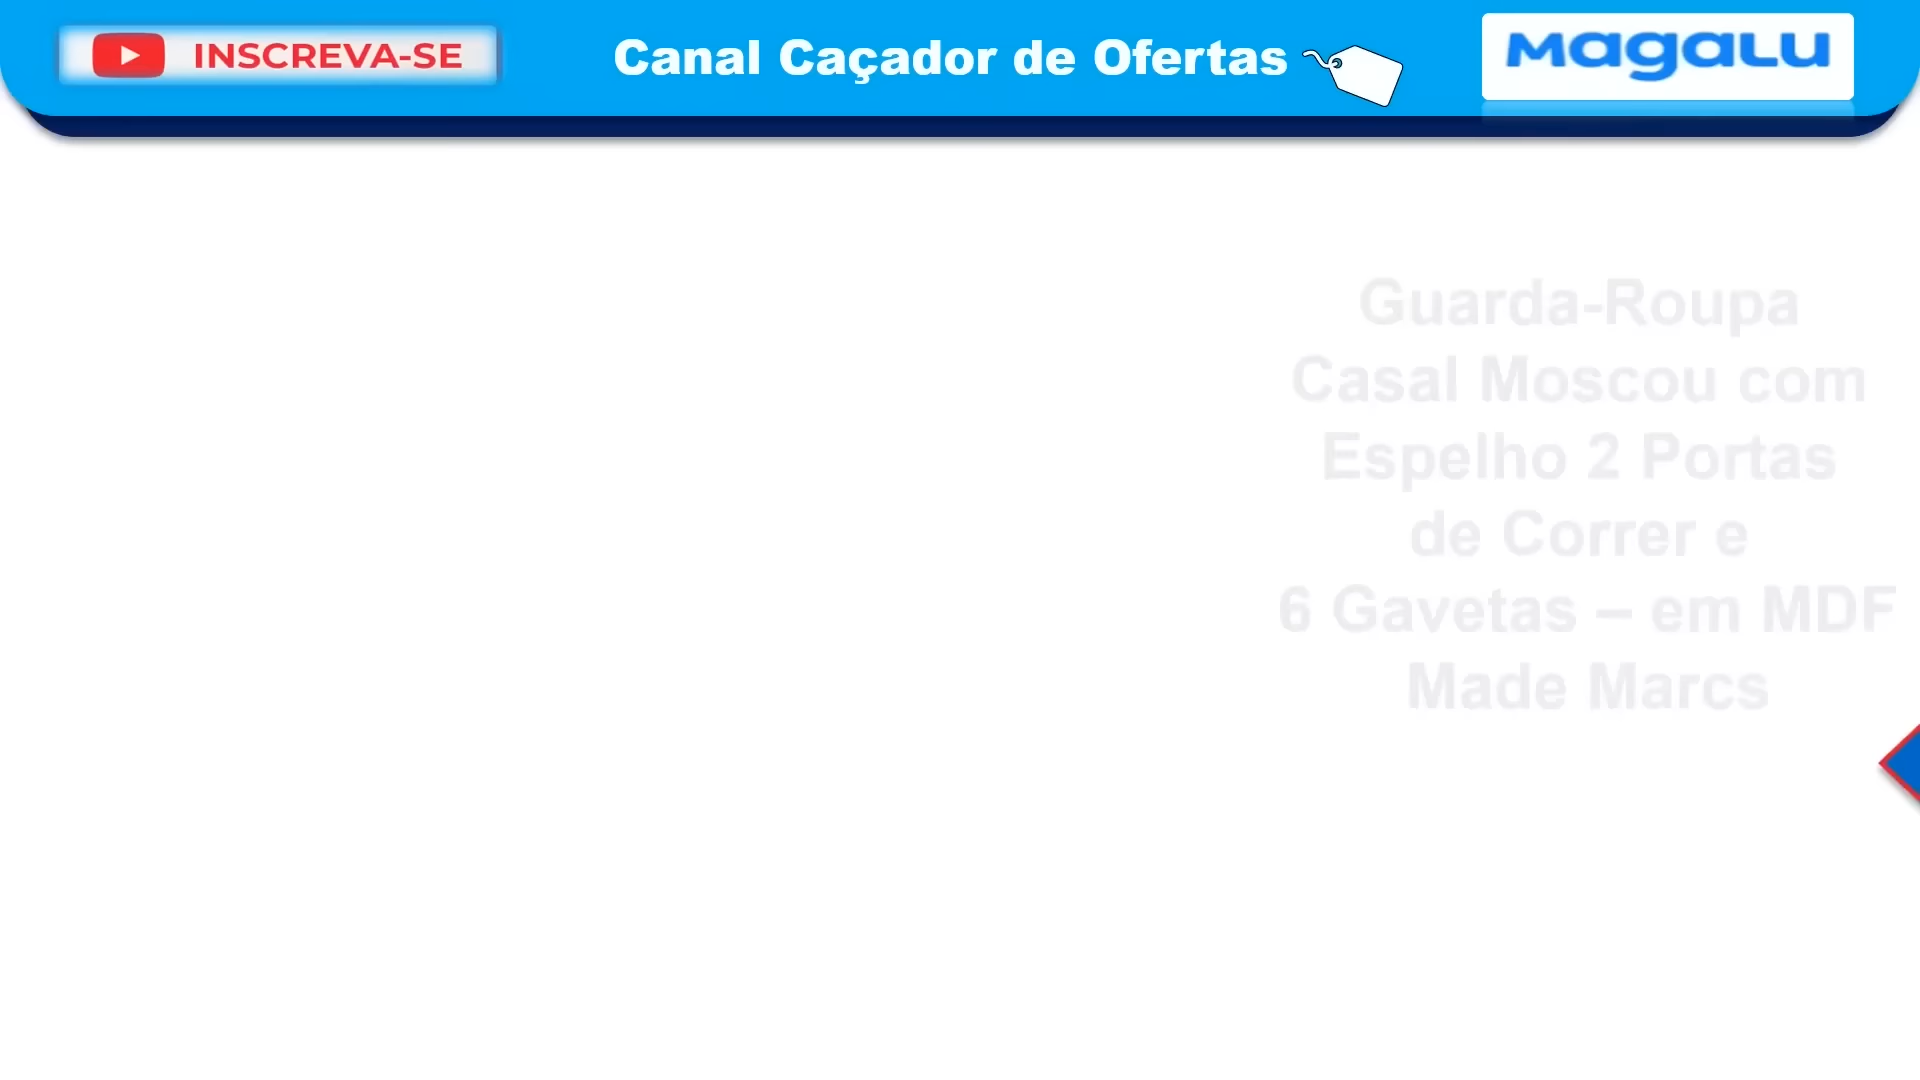 INSCREVA-SE
Canal Caçador de Ofertas
MagaLu
Guarda-Roupa
Casal Moscou com
Espelho 2 Portas
de Correr e
6 Gavetas – em MDF
Made Marcs